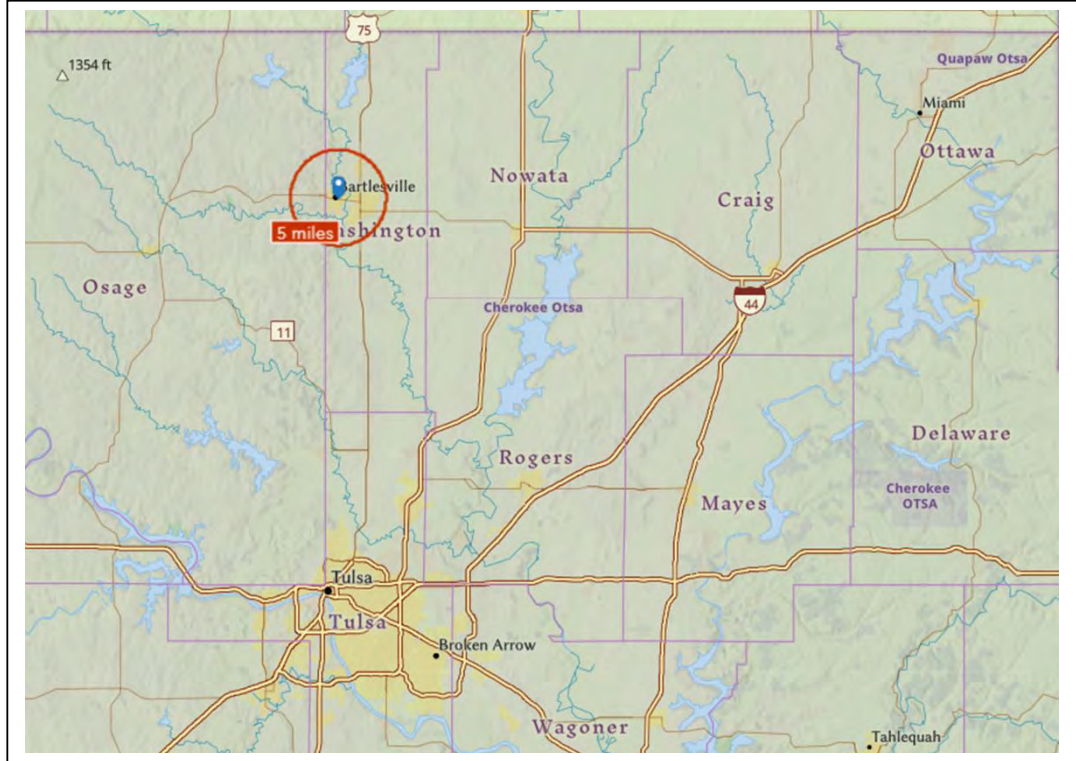 75
1354 ft
Quapaw Otsa
Miami
Ottawa
Nowata
Bartlesville
Craig
5 miles
Washington
Osage
Cherokee Otsa
44
11
Delaware
Rogers
Cherokee
OTSA
Mayes
Tulsa
Tulsa
Broken Arrow
Wagoner
Tahlequah